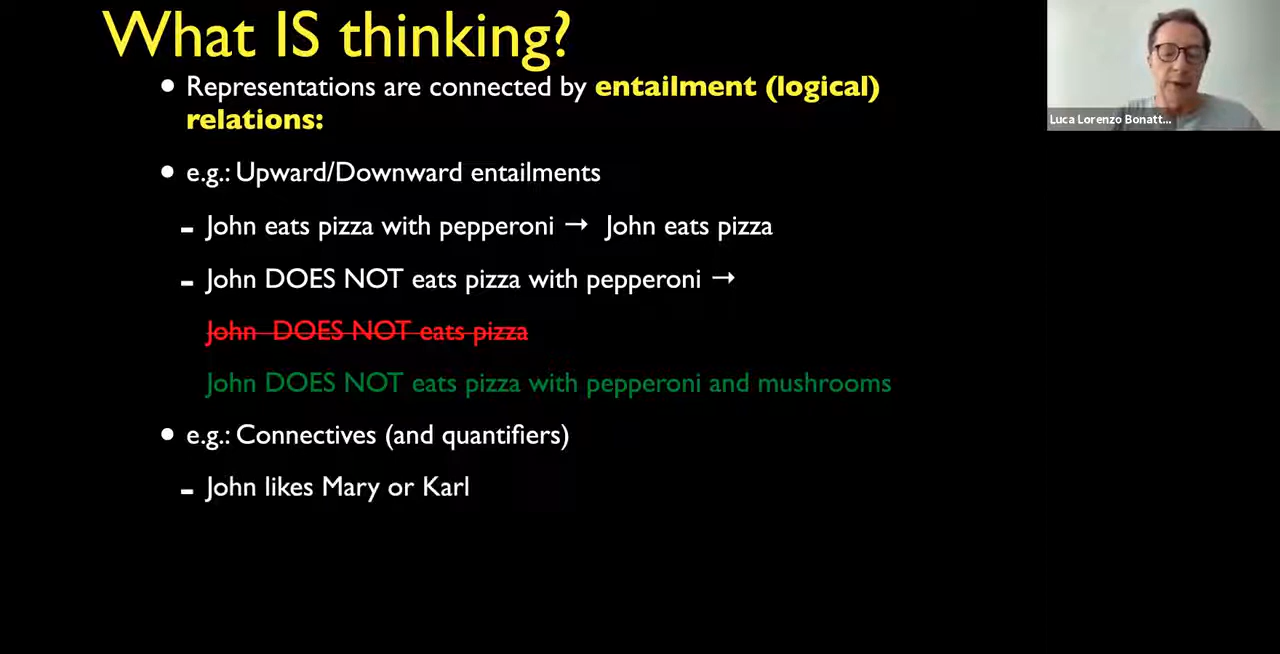 What IS thinking?
• Representations are connected by entailment (logical)
relations:
• e.g.: Upward/Downward entailments
- John eats pizza with pepperoni → John eats pizza
- John DOES NOT eats pizza with pepperoni →
John DOES NOT eats pizza
John DOES NOT eats pizza with pepperoni and mushrooms
• e.g.: Connectives (and quantifiers)
- John likes Mary or Karl
Luca Lorenzo Bonatt...